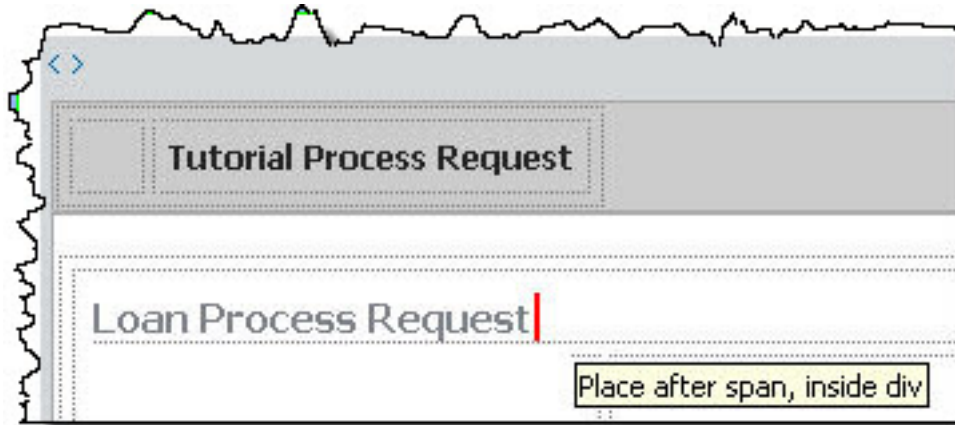 < >
Tutorial Process Request
Loan Process Request
Place after span, inside div